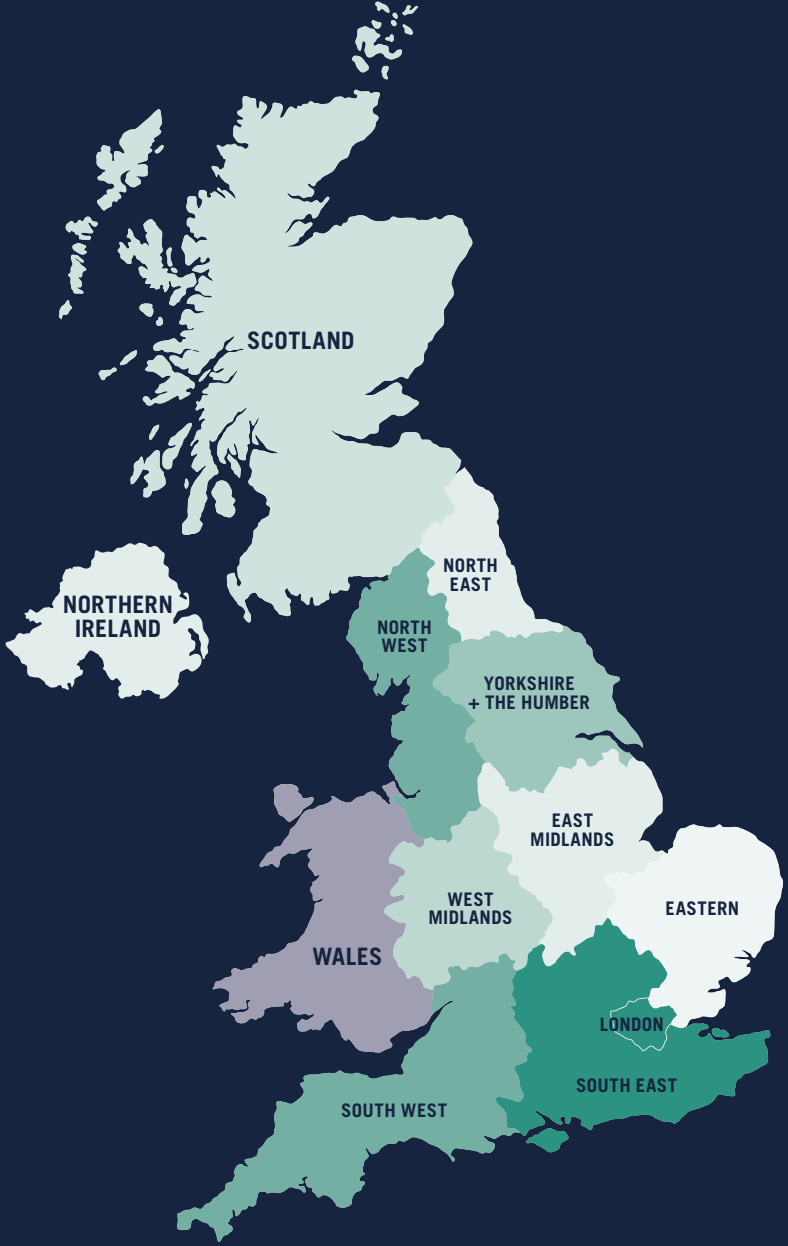 SCOTLAND
NORTH
EAST
NORTHERN
IRELAND
NORTH
WEST
YORKSHIRE
+ THE HUMBER
EAST
MIDLANDS
WEST
MIDLANDS
EASTERN
WALES
LONDON
SOUTH EAST
SOUTH WEST